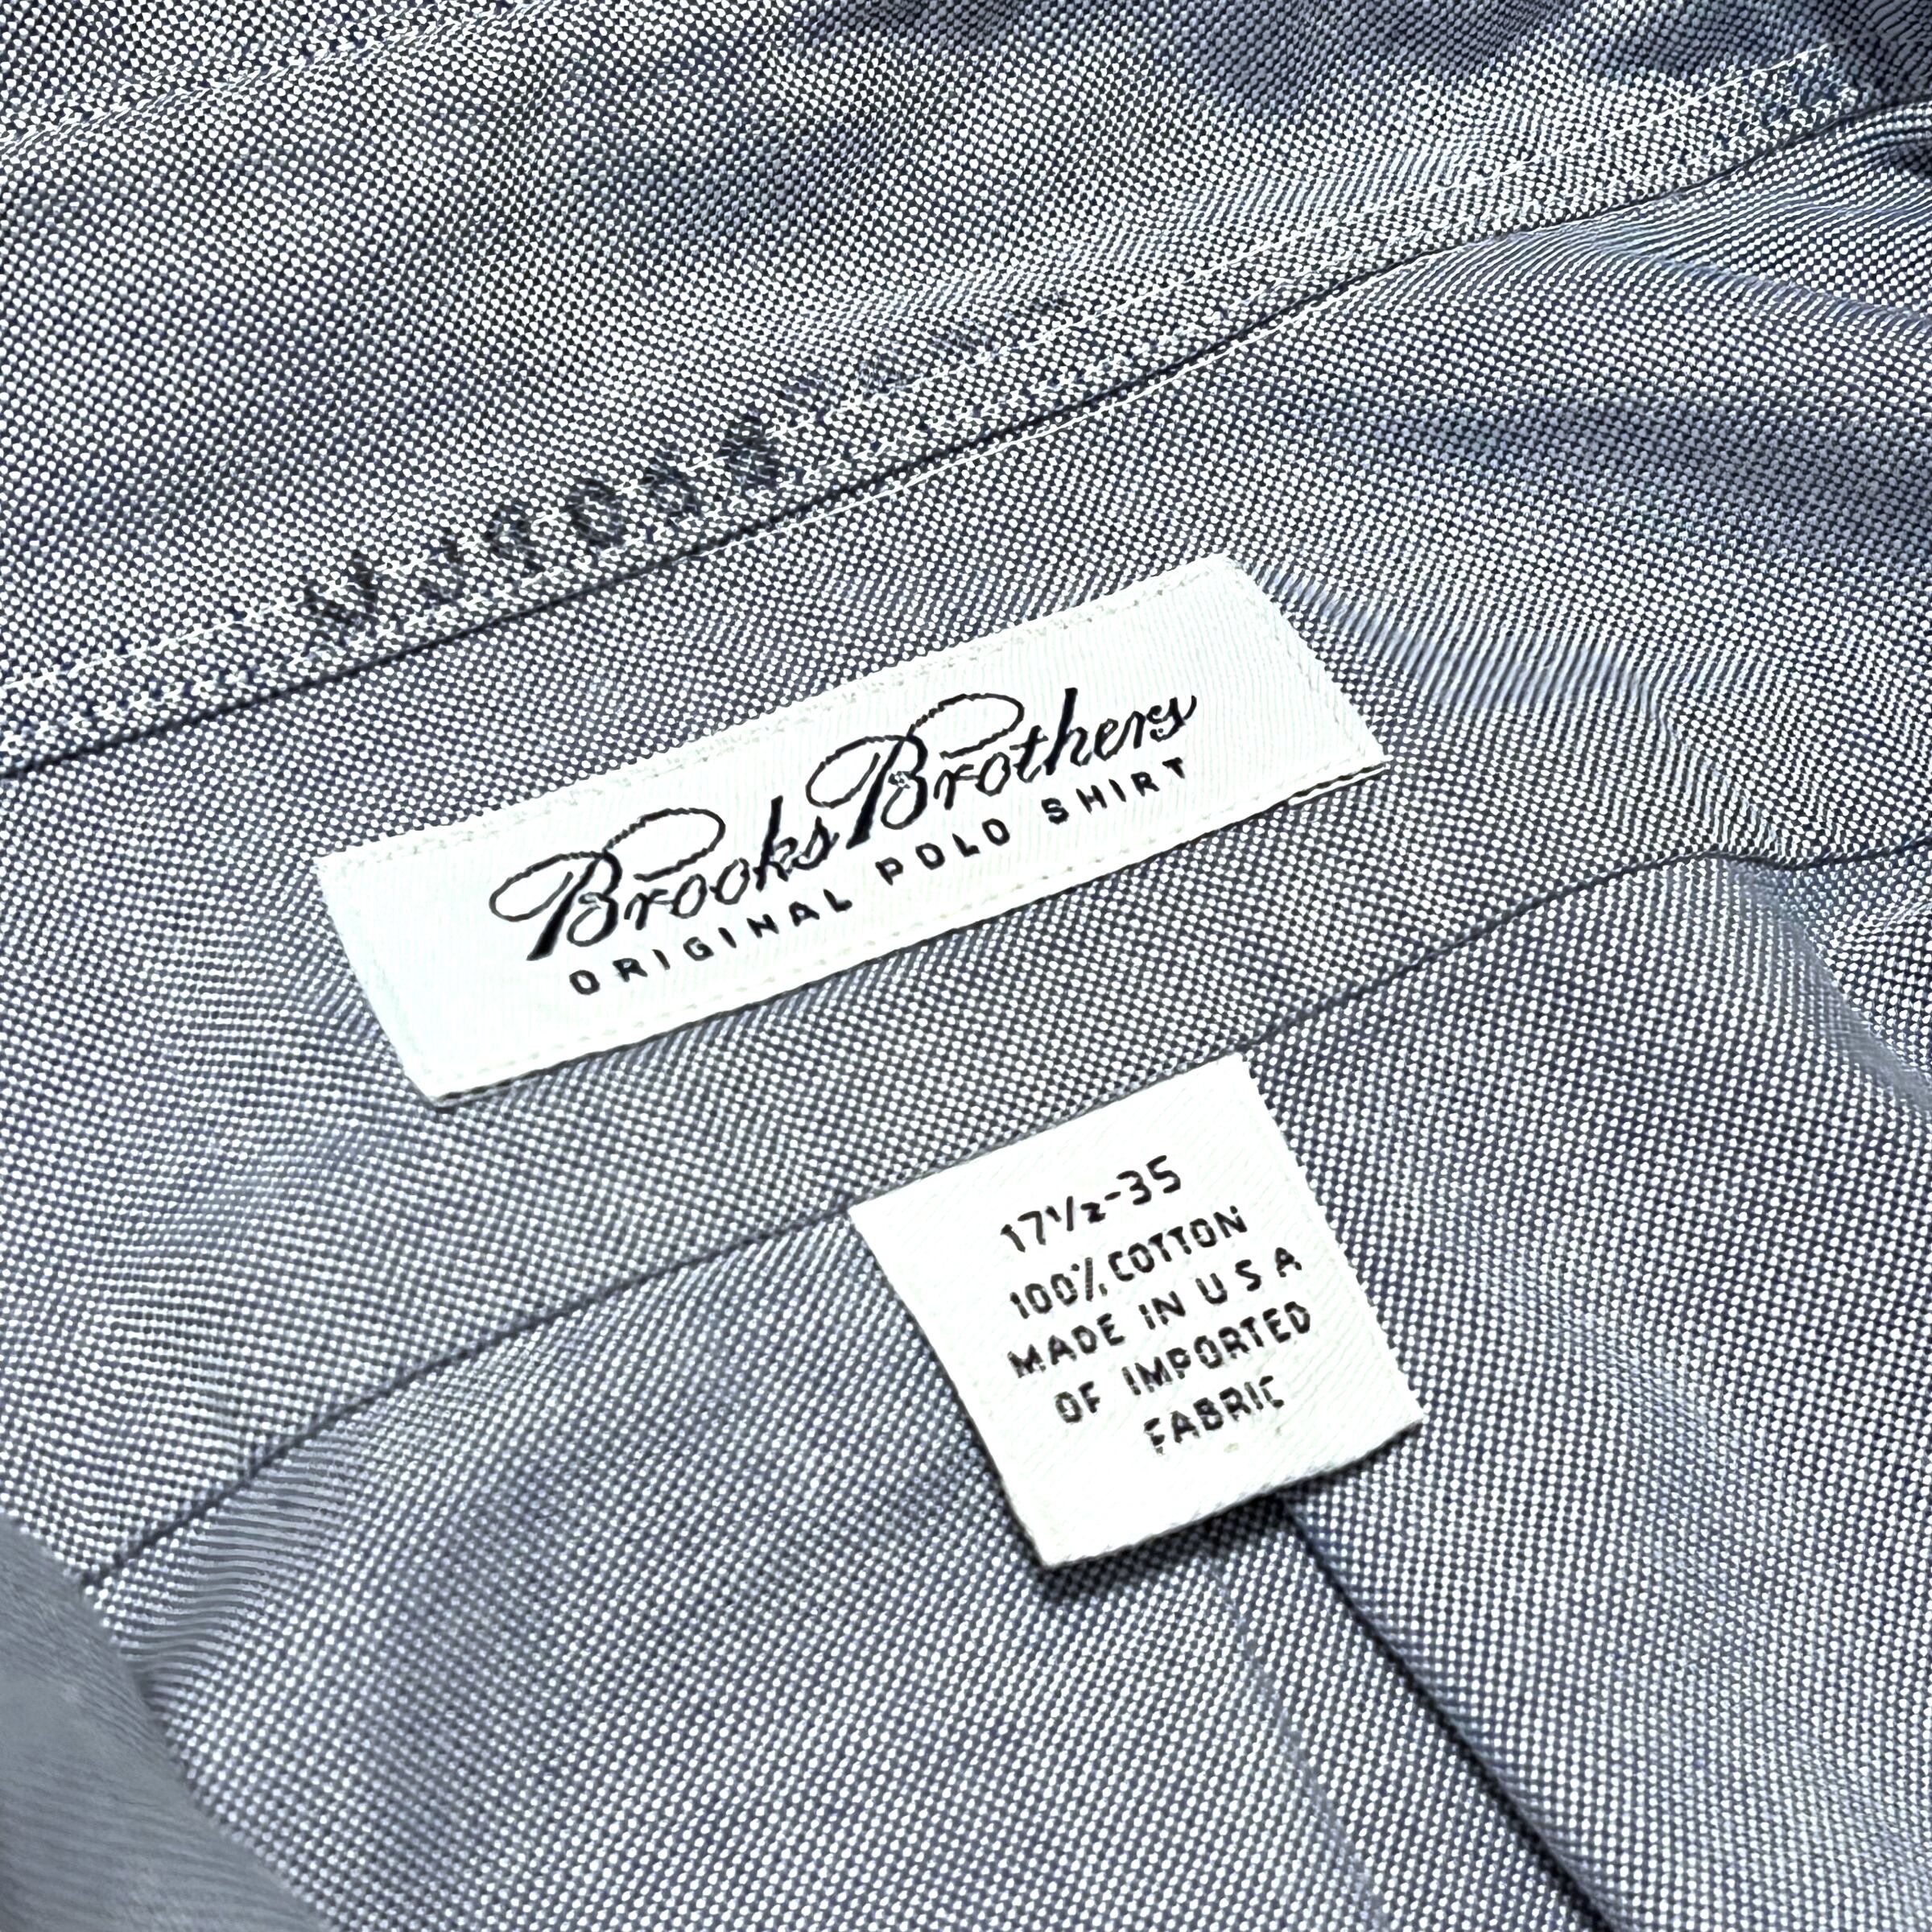 Brooks Brothers
ORIGINAL POLO SHIRT
17½-35
100% COTTON
MADE IN U S A
OF IMPORTED
FABRIC